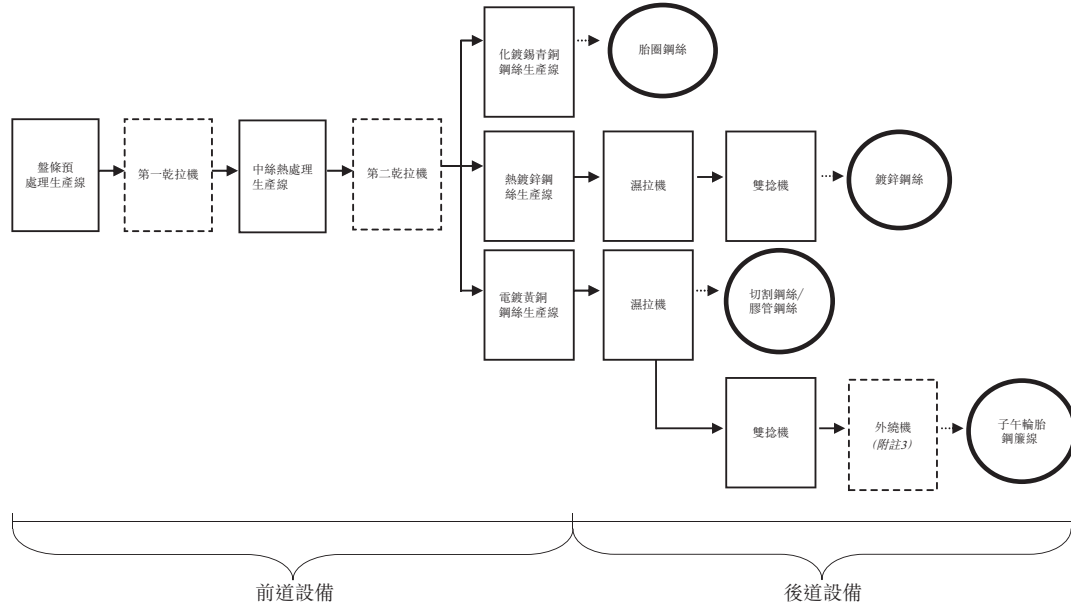 盤條預
處理生產線
第一乾拉機
中絲熱處理
生產線
第二乾拉機
化鍍錫青銅
鋼絲生產線
胎圈鋼絲
熱鍍鋅鋼
絲生產線
濕拉機
雙捻機
鍍鋅鋼絲
電鍍黃銅
鋼絲生產線
濕拉機
切割鋼絲/
膠管鋼絲
雙捻機
外繞機
(附註3)
子午輪胎
鋼簾線
前道設備
後道設備